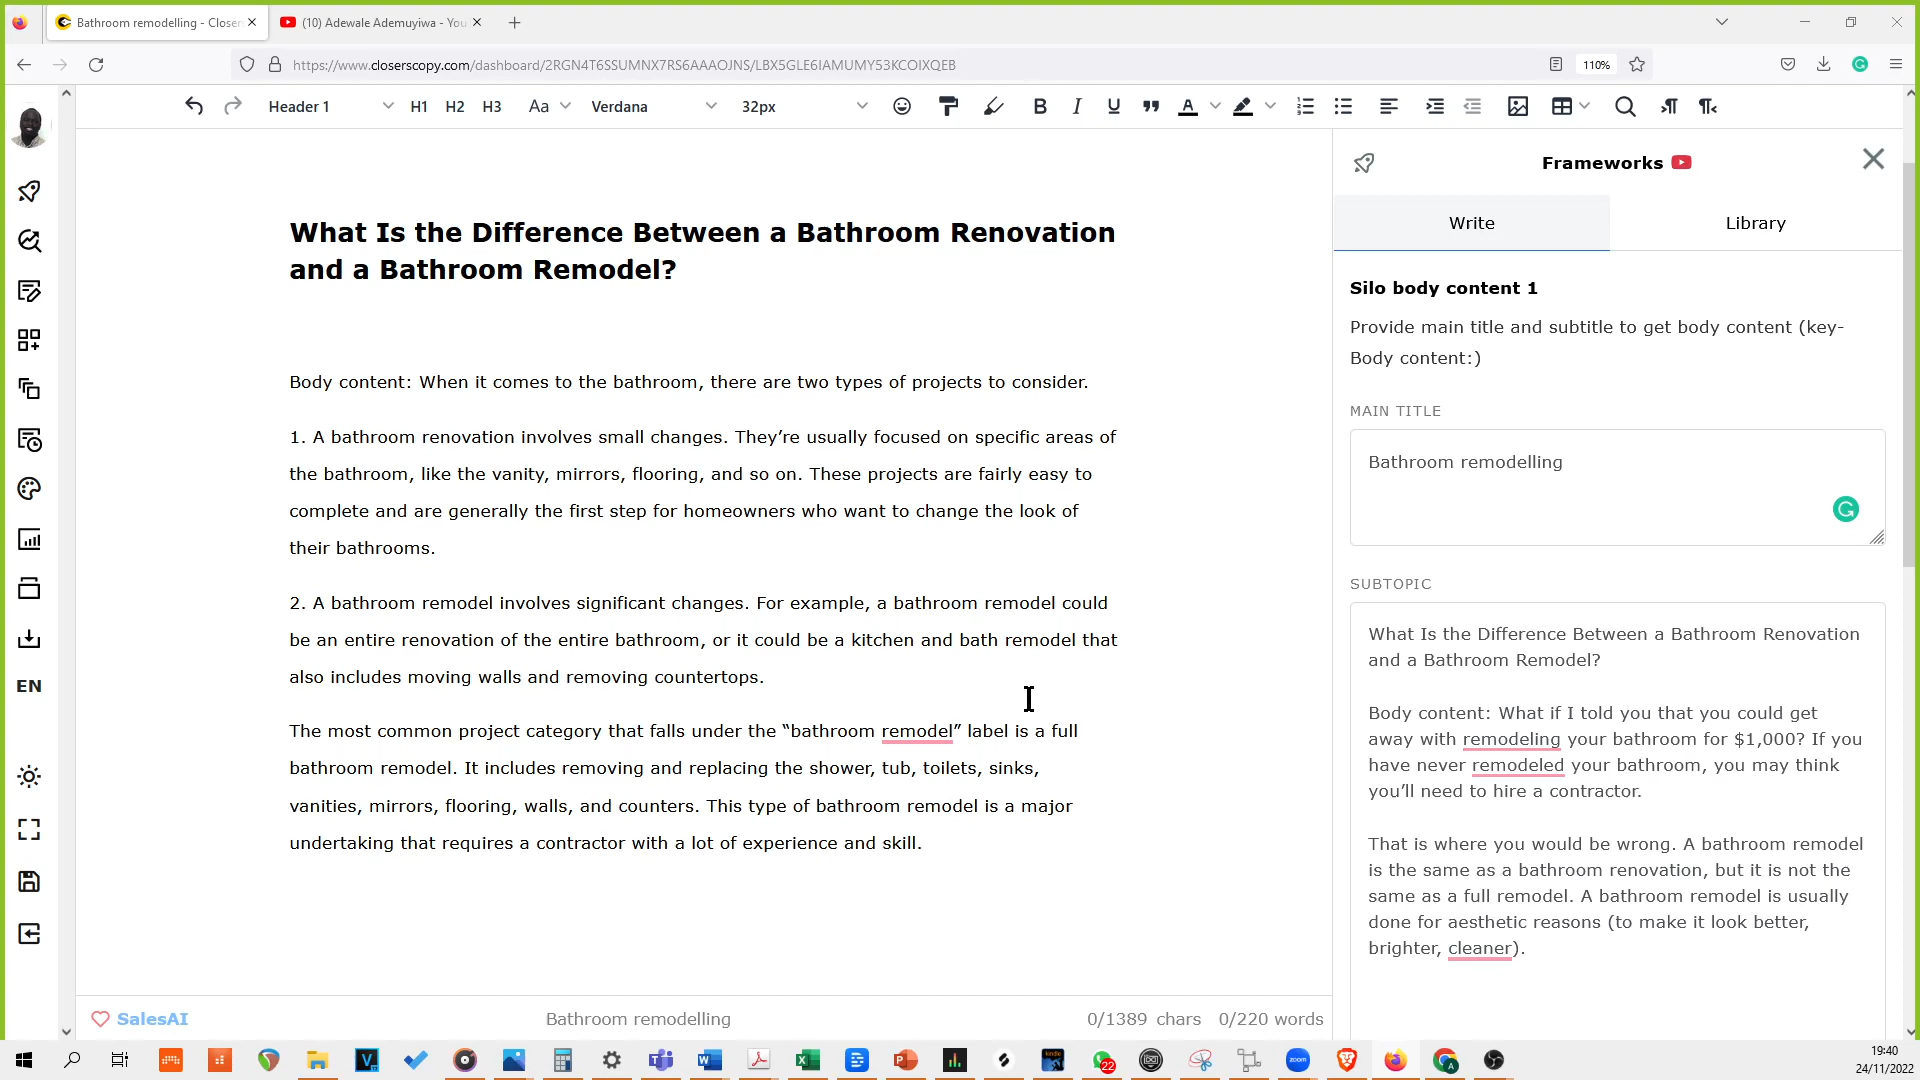 Bathroom remodelling - Closer
(10) Adewale Ademuyiwa - You
https://www.closerscopy.com/dashboard/2RGN4T6SSUMNX7RS6AAAOJNS/LBX5GLE6IAMUMY53KCOIXQEB
110%
Header 1
H1
H2
H3
Aa
Verdana
32px
B
I
U
A
Frameworks
Write
Library
What Is the Difference Between a Bathroom Renovation
and a Bathroom Remodel?
Body content: When it comes to the bathroom, there are two types of projects to consider.
1. A bathroom renovation involves small changes. They’re usually focused on specific areas of
the bathroom, like the vanity, mirrors, flooring, and so on. These projects are fairly easy to
complete and are generally the first step for homeowners who want to change the look of
their bathrooms.
2. A bathroom remodel involves significant changes. For example, a bathroom remodel could
be an entire renovation of the entire bathroom, or it could be a kitchen and bath remodel that
also includes moving walls and removing countertops.
The most common project category that falls under the “bathroom remodel” label is a full
bathroom remodel. It includes removing and replacing the shower, tub, toilets, sinks,
vanities, mirrors, flooring, walls, and counters. This type of bathroom remodel is a major
undertaking that requires a contractor with a lot of experience and skill.
Silo body content 1
Provide main title and subtitle to get body content (key-
Body content:)
MAIN TITLE
Bathroom remodelling
SUBTOPIC
What Is the Difference Between a Bathroom Renovation
and a Bathroom Remodel?
Body content: What if I told you that you could get
away with remodeling your bathroom for $1,000? If you
have never remodeled your bathroom, you may think
you’ll need to hire a contractor.
That is where you would be wrong. A bathroom remodel
is the same as a bathroom renovation, but it is not the
same as a full remodel. A bathroom remodel is usually
done for aesthetic reasons (to make it look better,
brighter, cleaner).
EN
SalesAI
Bathroom remodelling
0/1389 chars
0/220 words
22
zoom
19:40
24/11/2022